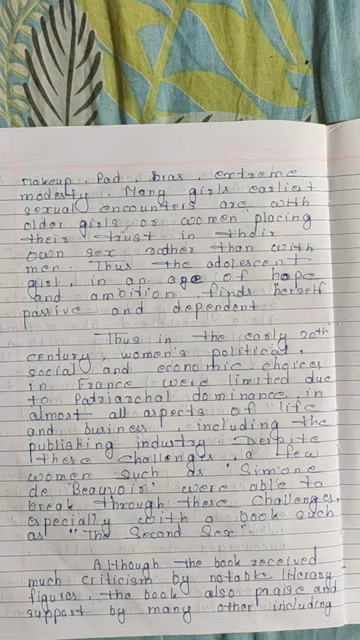 Makeup, Pad, bras, extreme
modesty. Many girls earliest
sexual encounters are with
older girls or women placing
their trust in their
own sex rather than with
men. Thus the adolescent
girl, in an age of hope
and ambition finds herself
passive and dependent.
Thus in the early 20th
century, women's political,
social and economic choices
in France were limited due
to Patriarchal dominance in
almost all aspects of life
and business, including the
publishing industry. Despite
these challenges, a few
women such as 'Simone
de Beauvoir' were able to
break through these challenges,
especially with a book such
as "The Second Sex".
Although the book received
much criticism by notable literary
figures, the book also praise and
support by many other including